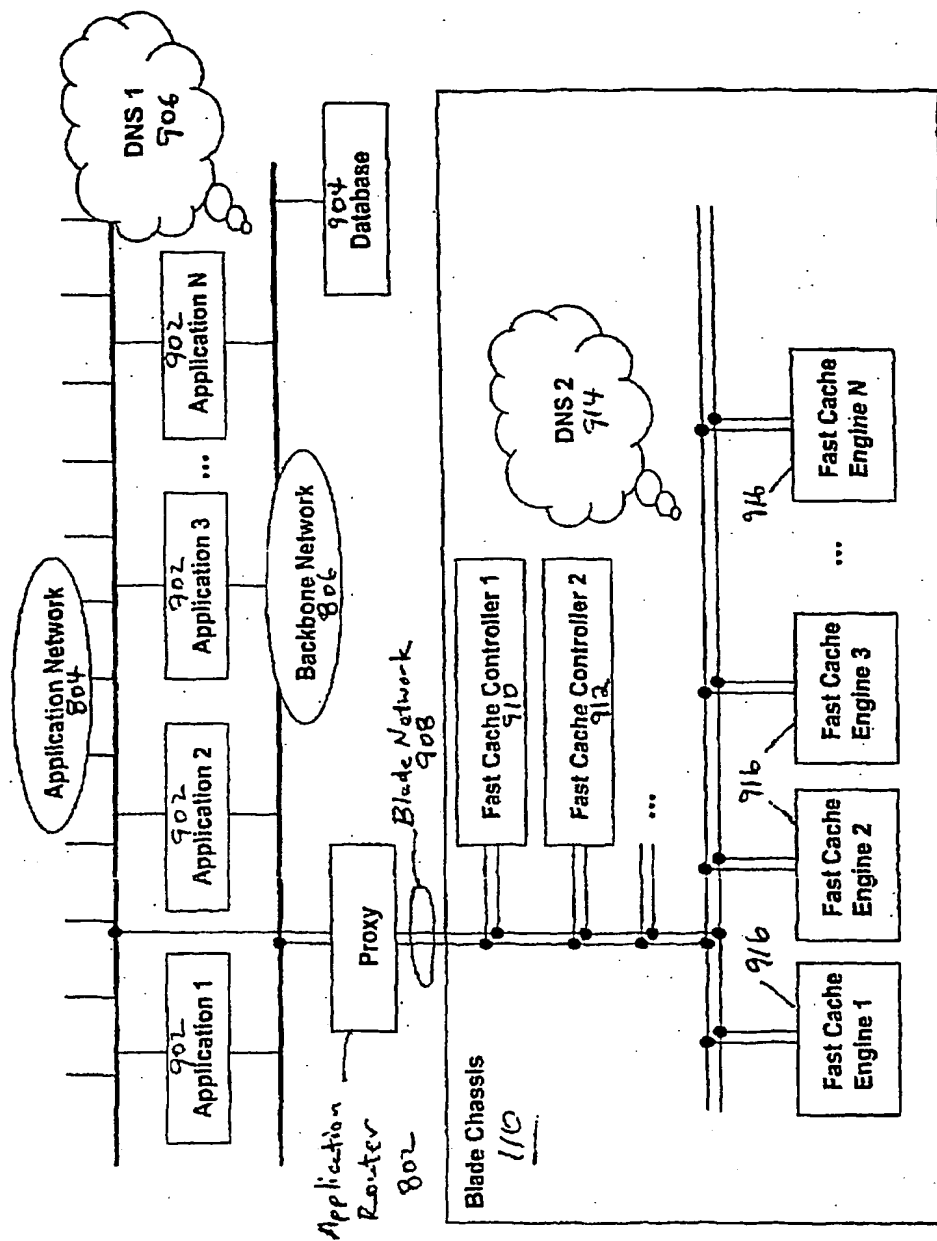 Application Network
804
DNS 1
906
902
Application 1
902
Application 2
902
Application 3
...
902
Application N
Backbone Network
806
904
Database
Proxy
Application
Router
802
Blade Network
908
Blade Chassis
110
Fast Cache Controller 1
910
Fast Cache Controller 2
912
...
DNS 2
914
916
Fast Cache
Engine 1
916
Fast Cache
Engine 2
916
Fast Cache
Engine 3
...
916
Fast Cache
Engine N